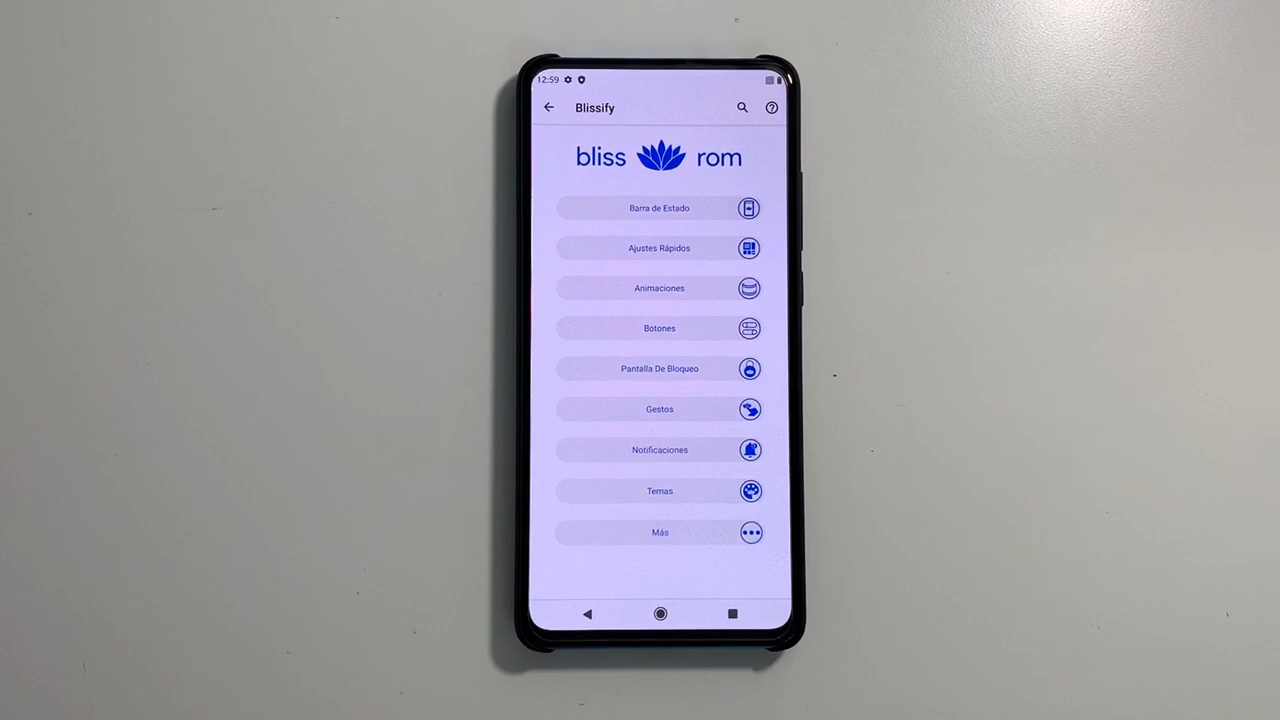 12:59
Blissify
bliss rom
Barra de Estado
Ajustes Rápidos
Animaciones
Botones
Pantalla De Bloqueo
Gestos
Notificaciones
Temas
Más